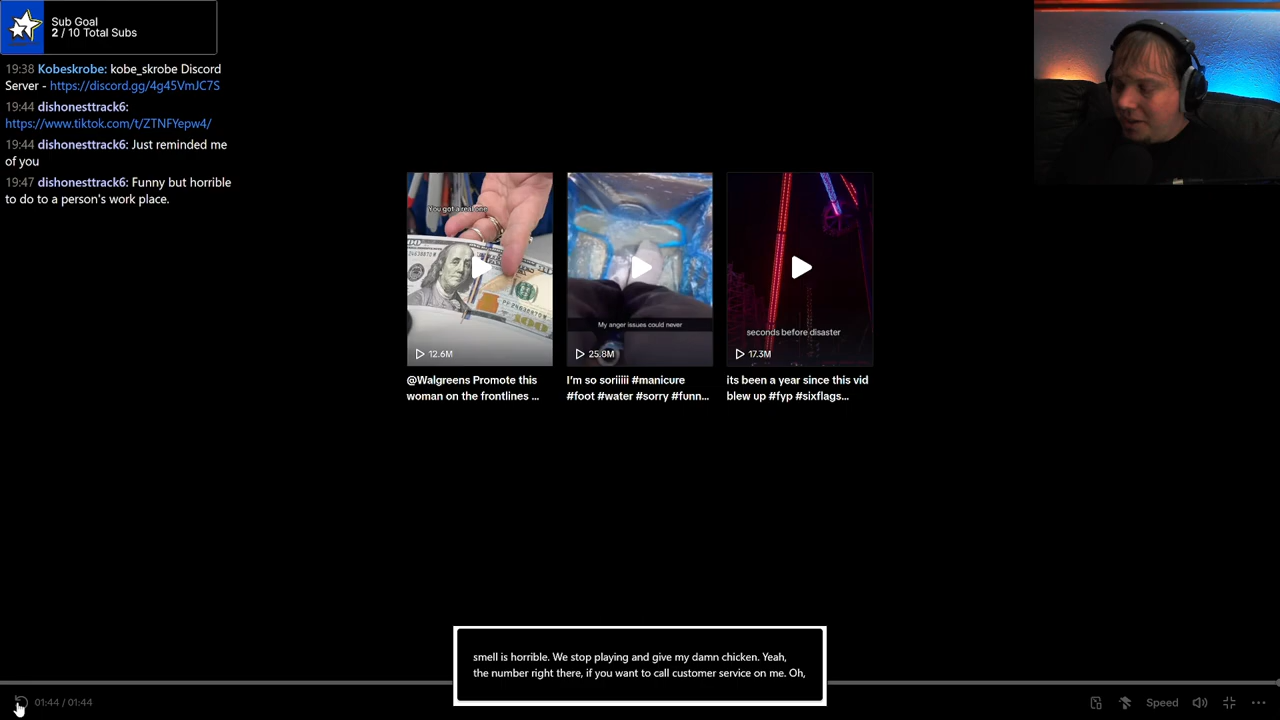 Sub Goal
2 / 10 Total Subs
19:38 Kobeskrobe: kobe_skrobe Discord
Server - https://discord.gg/4g45VmJC7S
19:44 dishonesttrack6:
https://www.tiktok.com/t/ZTNFYepw4/
19:44 dishonesttrack6: Just reminded me
of you
19:47 dishonesttrack6: Funny but horrible
to do to a person's work place.
You got a real one
100
12.6M
@Walgreens Promote this
woman on the frontlines ...
My anger issues could never
25.8M
I'm so soriiiii #manicure
#foot #water #sorry #funn...
seconds before disaster
17.3M
its been a year since this vid
blew up #fyp #sixflags...
smell is horrible. We stop playing and give my damn chicken. Yeah,
the number right there, if you want to call customer service on me. Oh,
01:44 / 01:44
Speed